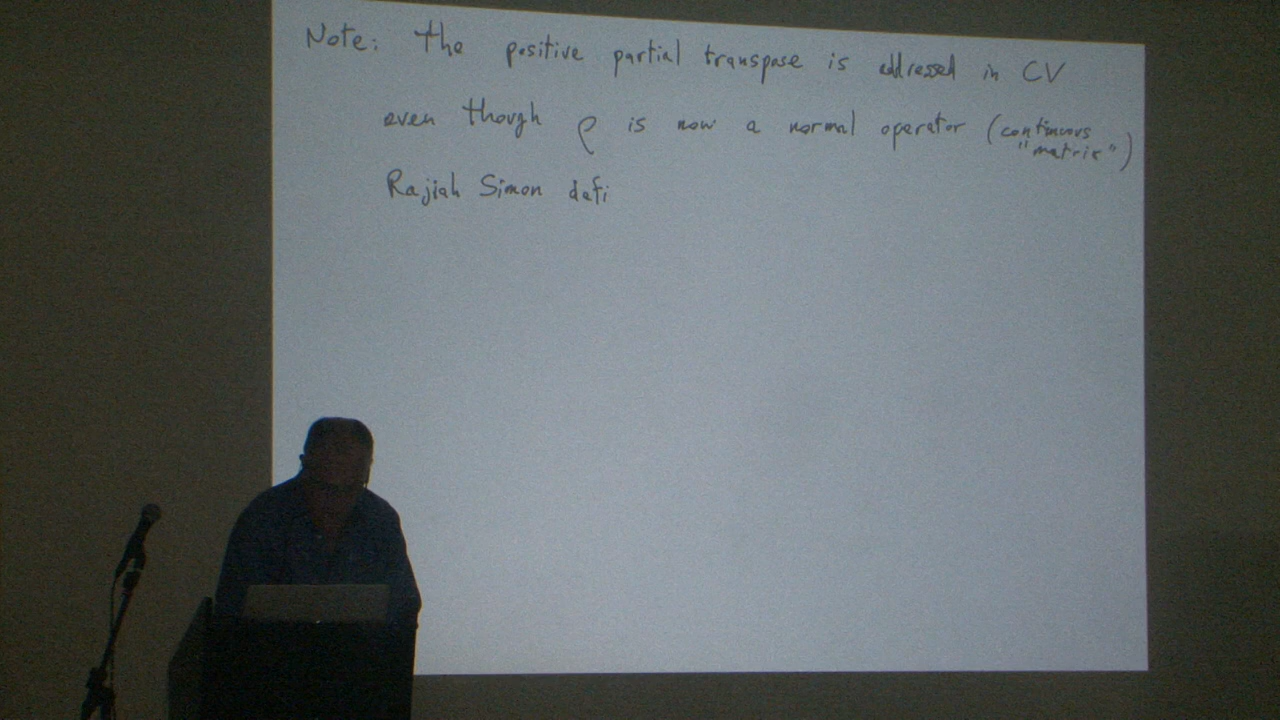 Note: The positive partial transpose is addressed in CV
even though ρ is now a normal operator (continuous
"matrix")
Rajiah Simon defi